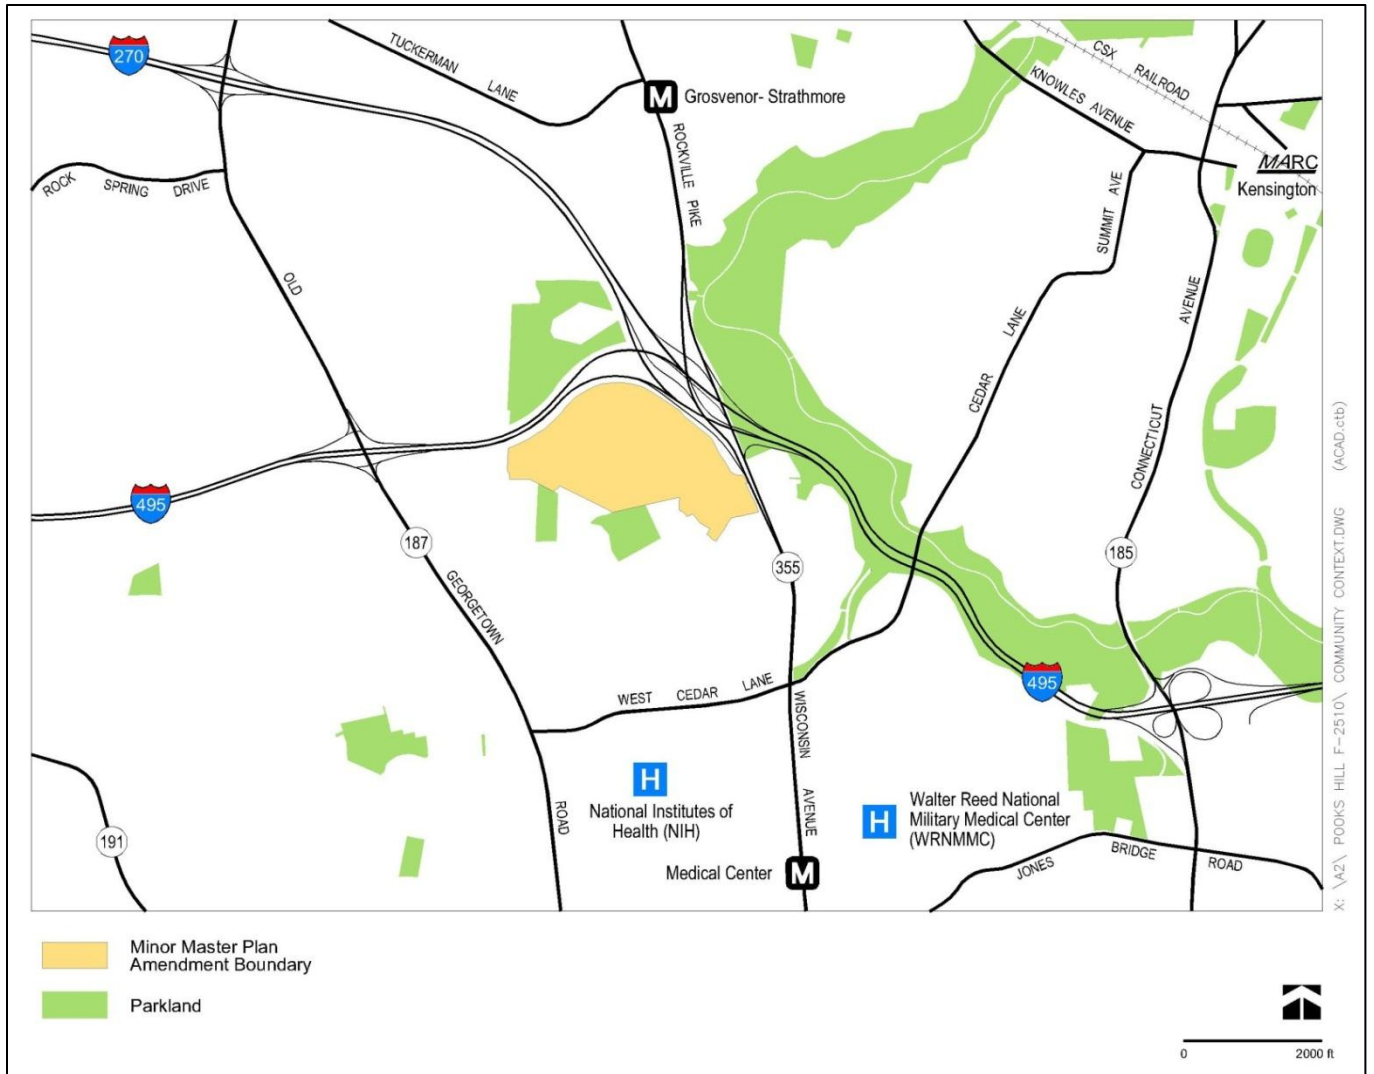 270
TUCKERMAN LANE
M
Grosvenor- Strathmore
CSX RAILROAD
KNOWLES AVENUE
MARC
Kensington
ROCK SPRING DRIVE
ROCKVILLE PIKE
SUMMIT AVE
OLD
AVENUE
LANE
CEDAR
CONNECTICUT
495
187
355
185
GEORGETOWN
495
WEST CEDAR LANE
WISCONSIN
H
National Institutes of
Health (NIH)
ROAD
AVENUE
H
Walter Reed National
Military Medical Center
(WRNMMC)
191
Medical Center
M
JONES BRIDGE ROAD
X: \A2\ POOKS HILL F-2510\ COMMUNITY CONTEXT.DWG (ACAD.ctb)
Minor Master Plan
Amendment Boundary
Parkland
0 2000 ft